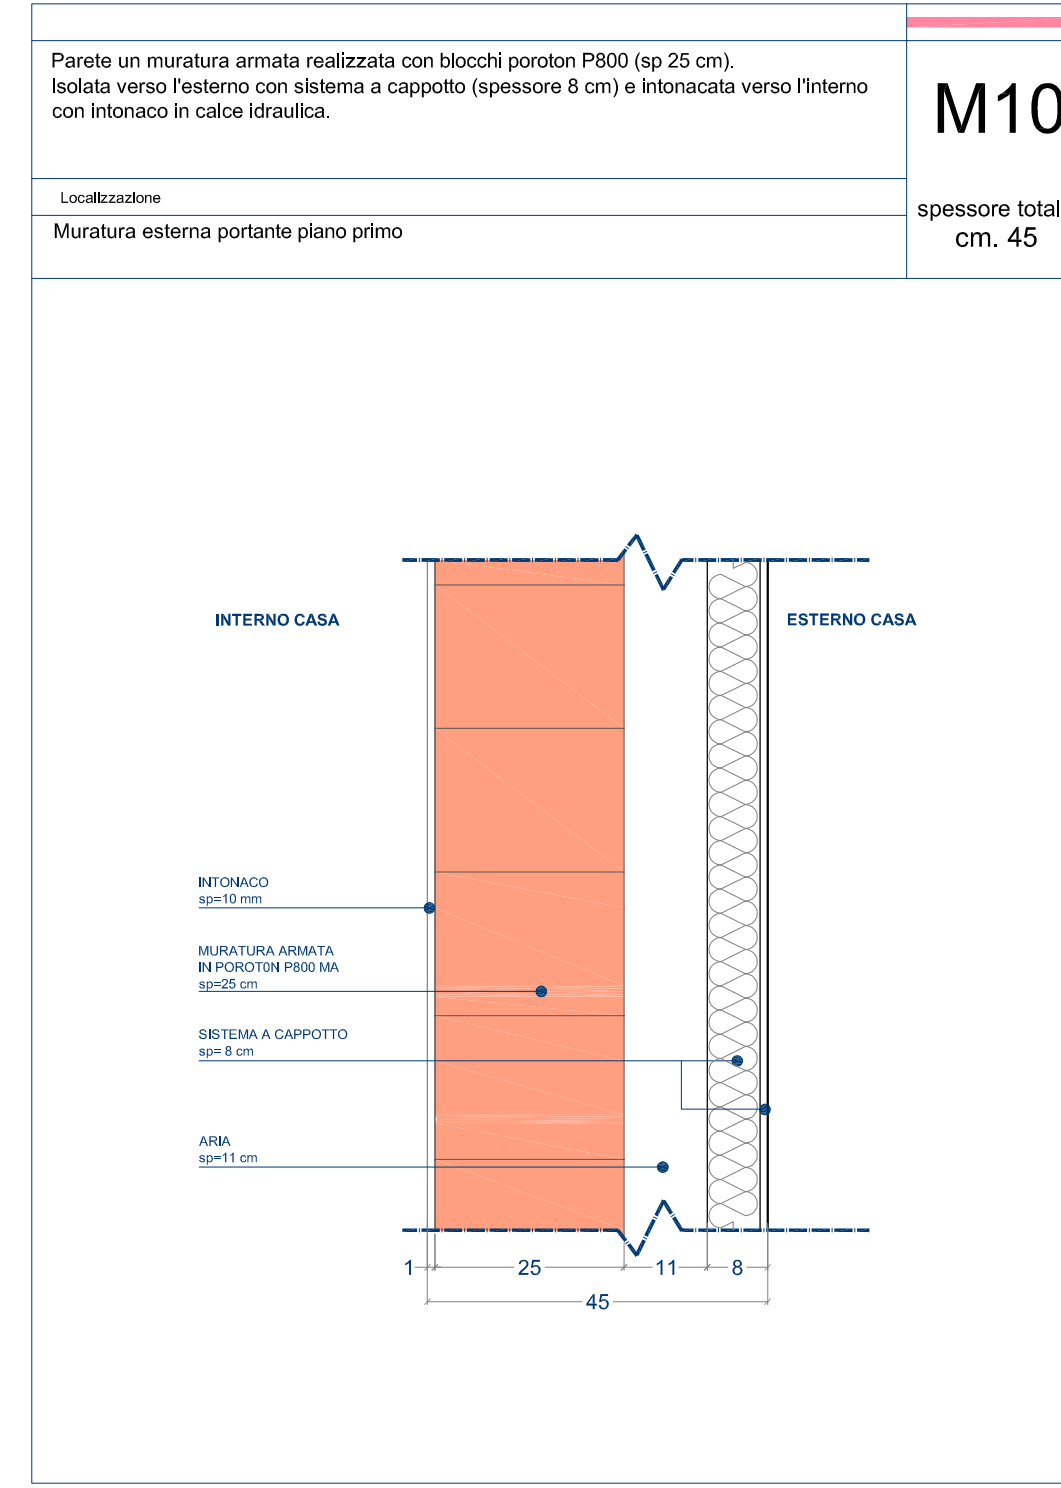 Parete un muratura armata realizzata con blocchi poroton P800 (sp 25 cm).
Isolata verso l'esterno con sistema a cappotto (spessore 8 cm) e intonacata verso l'interno
con intonaco in calce idraulica.
M10
Localizzazione
spessore total
cm. 45
Muratura esterna portante piano primo
INTERNO CASA
ESTERNO CASA
INTONACO
sp=10 mm
MURATURA ARMATA
IN POROT0N P800 MA
sp=25 cm
SISTEMA A CAPPOTTO
sp= 8 cm
ARIA
sp=11 cm
1 25 11 8
45